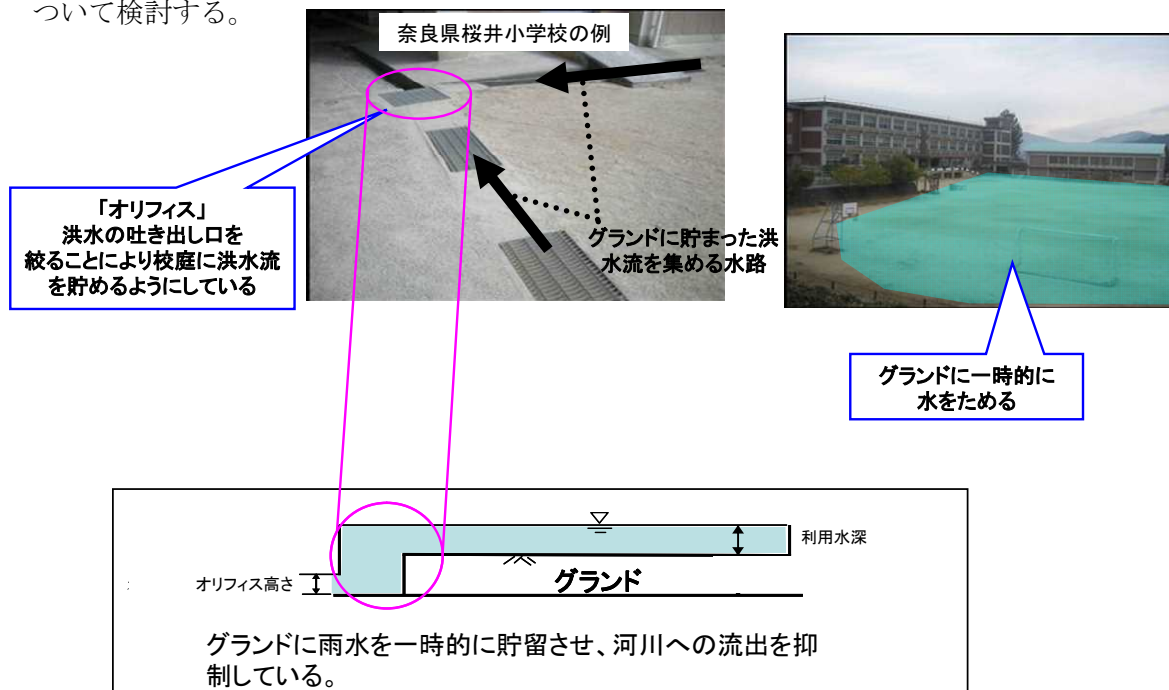 ついて検討する。
奈良県桜井小学校の例
「オリフィス」
洪水の吐き出し口を
絞ることにより校庭に洪水流
を貯めるようにしている
グランドに貯まった洪
水流を集める水路
グランドに一時的に
水をためる
利用水深
オリフィス高さ
グランド
グランドに雨水を一時的に貯留させ、河川への流出を抑
制している。